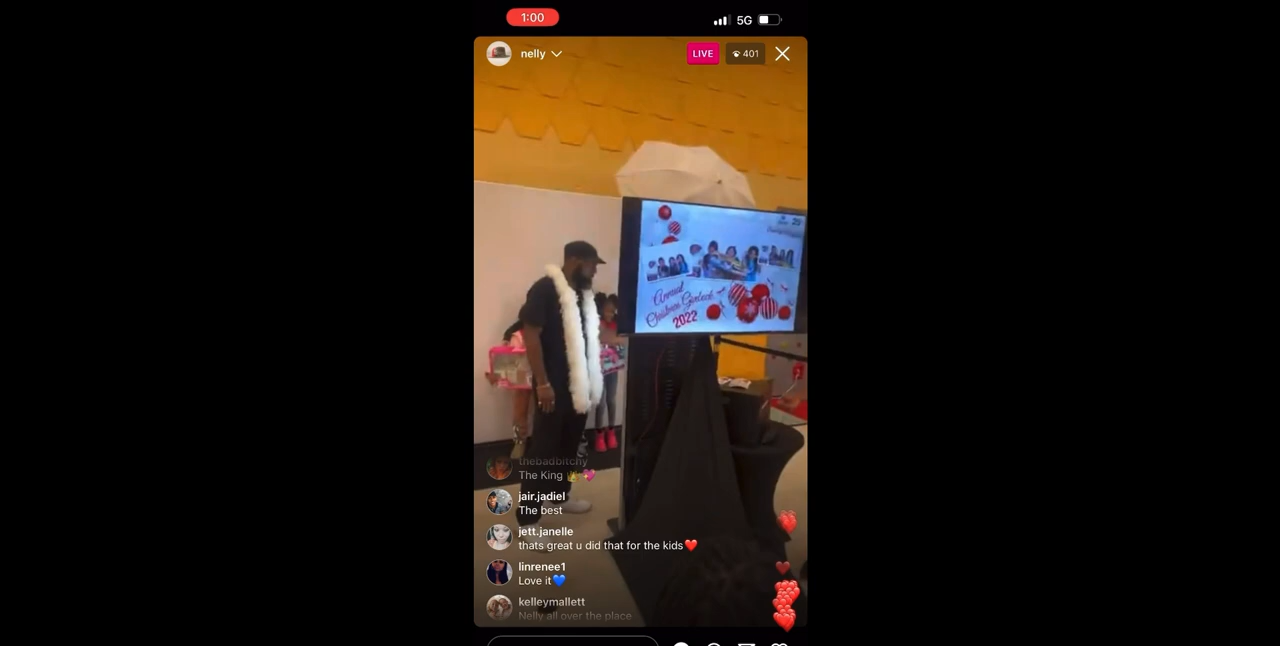 1:00
5G
nelly
LIVE
401
Annual
Christmas Giveback
2022
thebadbitchy
The King
jair.jadiel
The best
jett.janelle
thats great u did that for the kids❤️
linrenee1
Love it💙
kelleymallett
Nelly all over the place